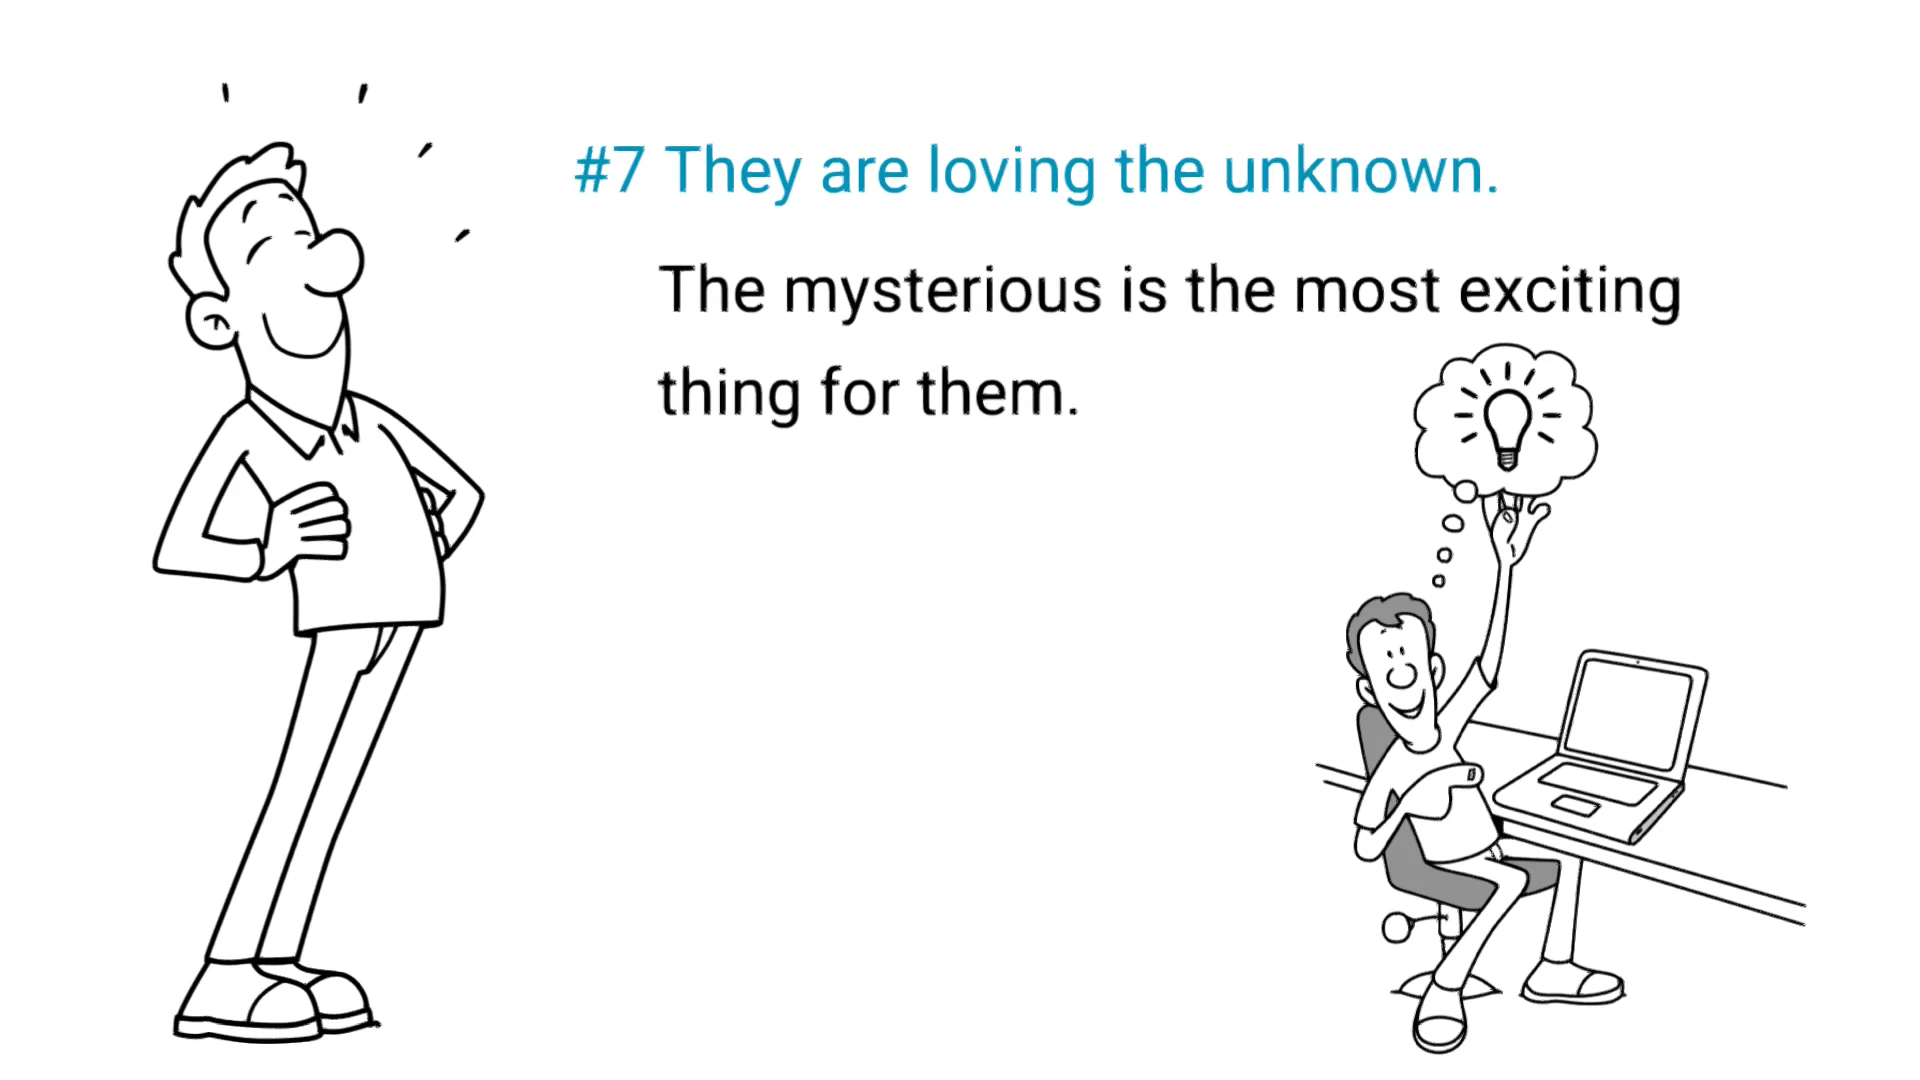 #7 They are loving the unknown.
The mysterious is the most exciting
thing for them.